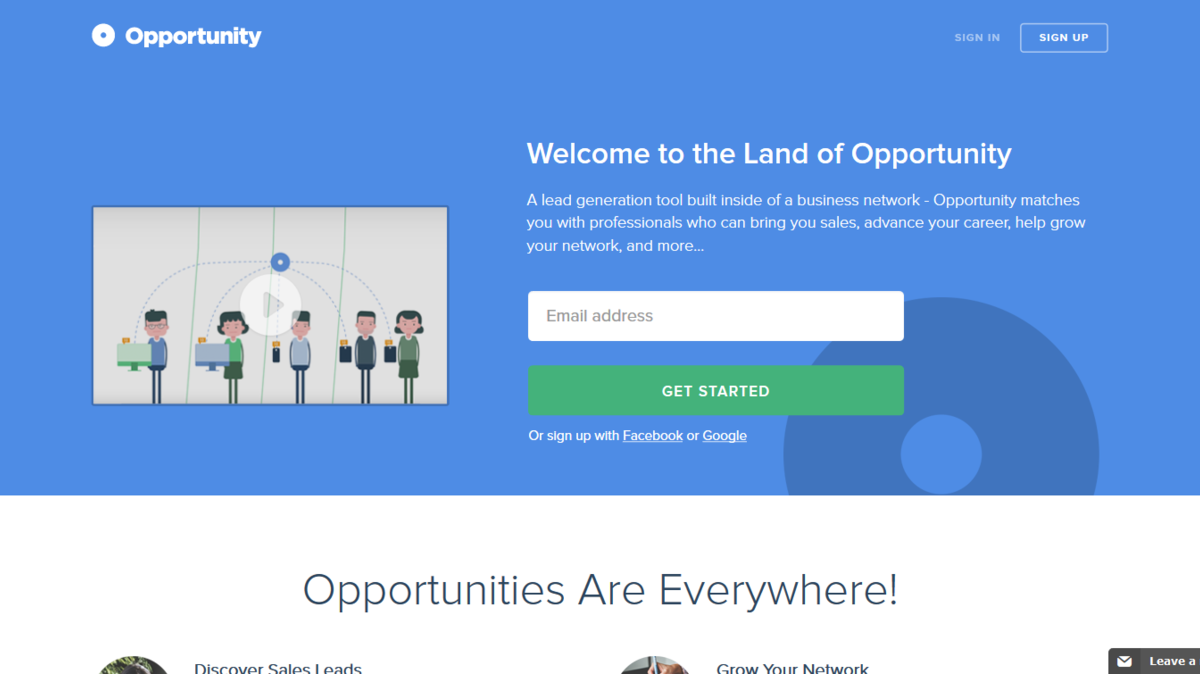 Opportunity
SIGN IN
SIGN UP
Welcome to the Land of Opportunity
A lead generation tool built inside of a business network - Opportunity matches
you with professionals who can bring you sales, advance your career, help grow
your network, and more...
Email address
GET STARTED
Or sign up with Facebook or Google
Opportunities Are Everywhere!
Discover Sales Leads
Grow Your Network
Leave a